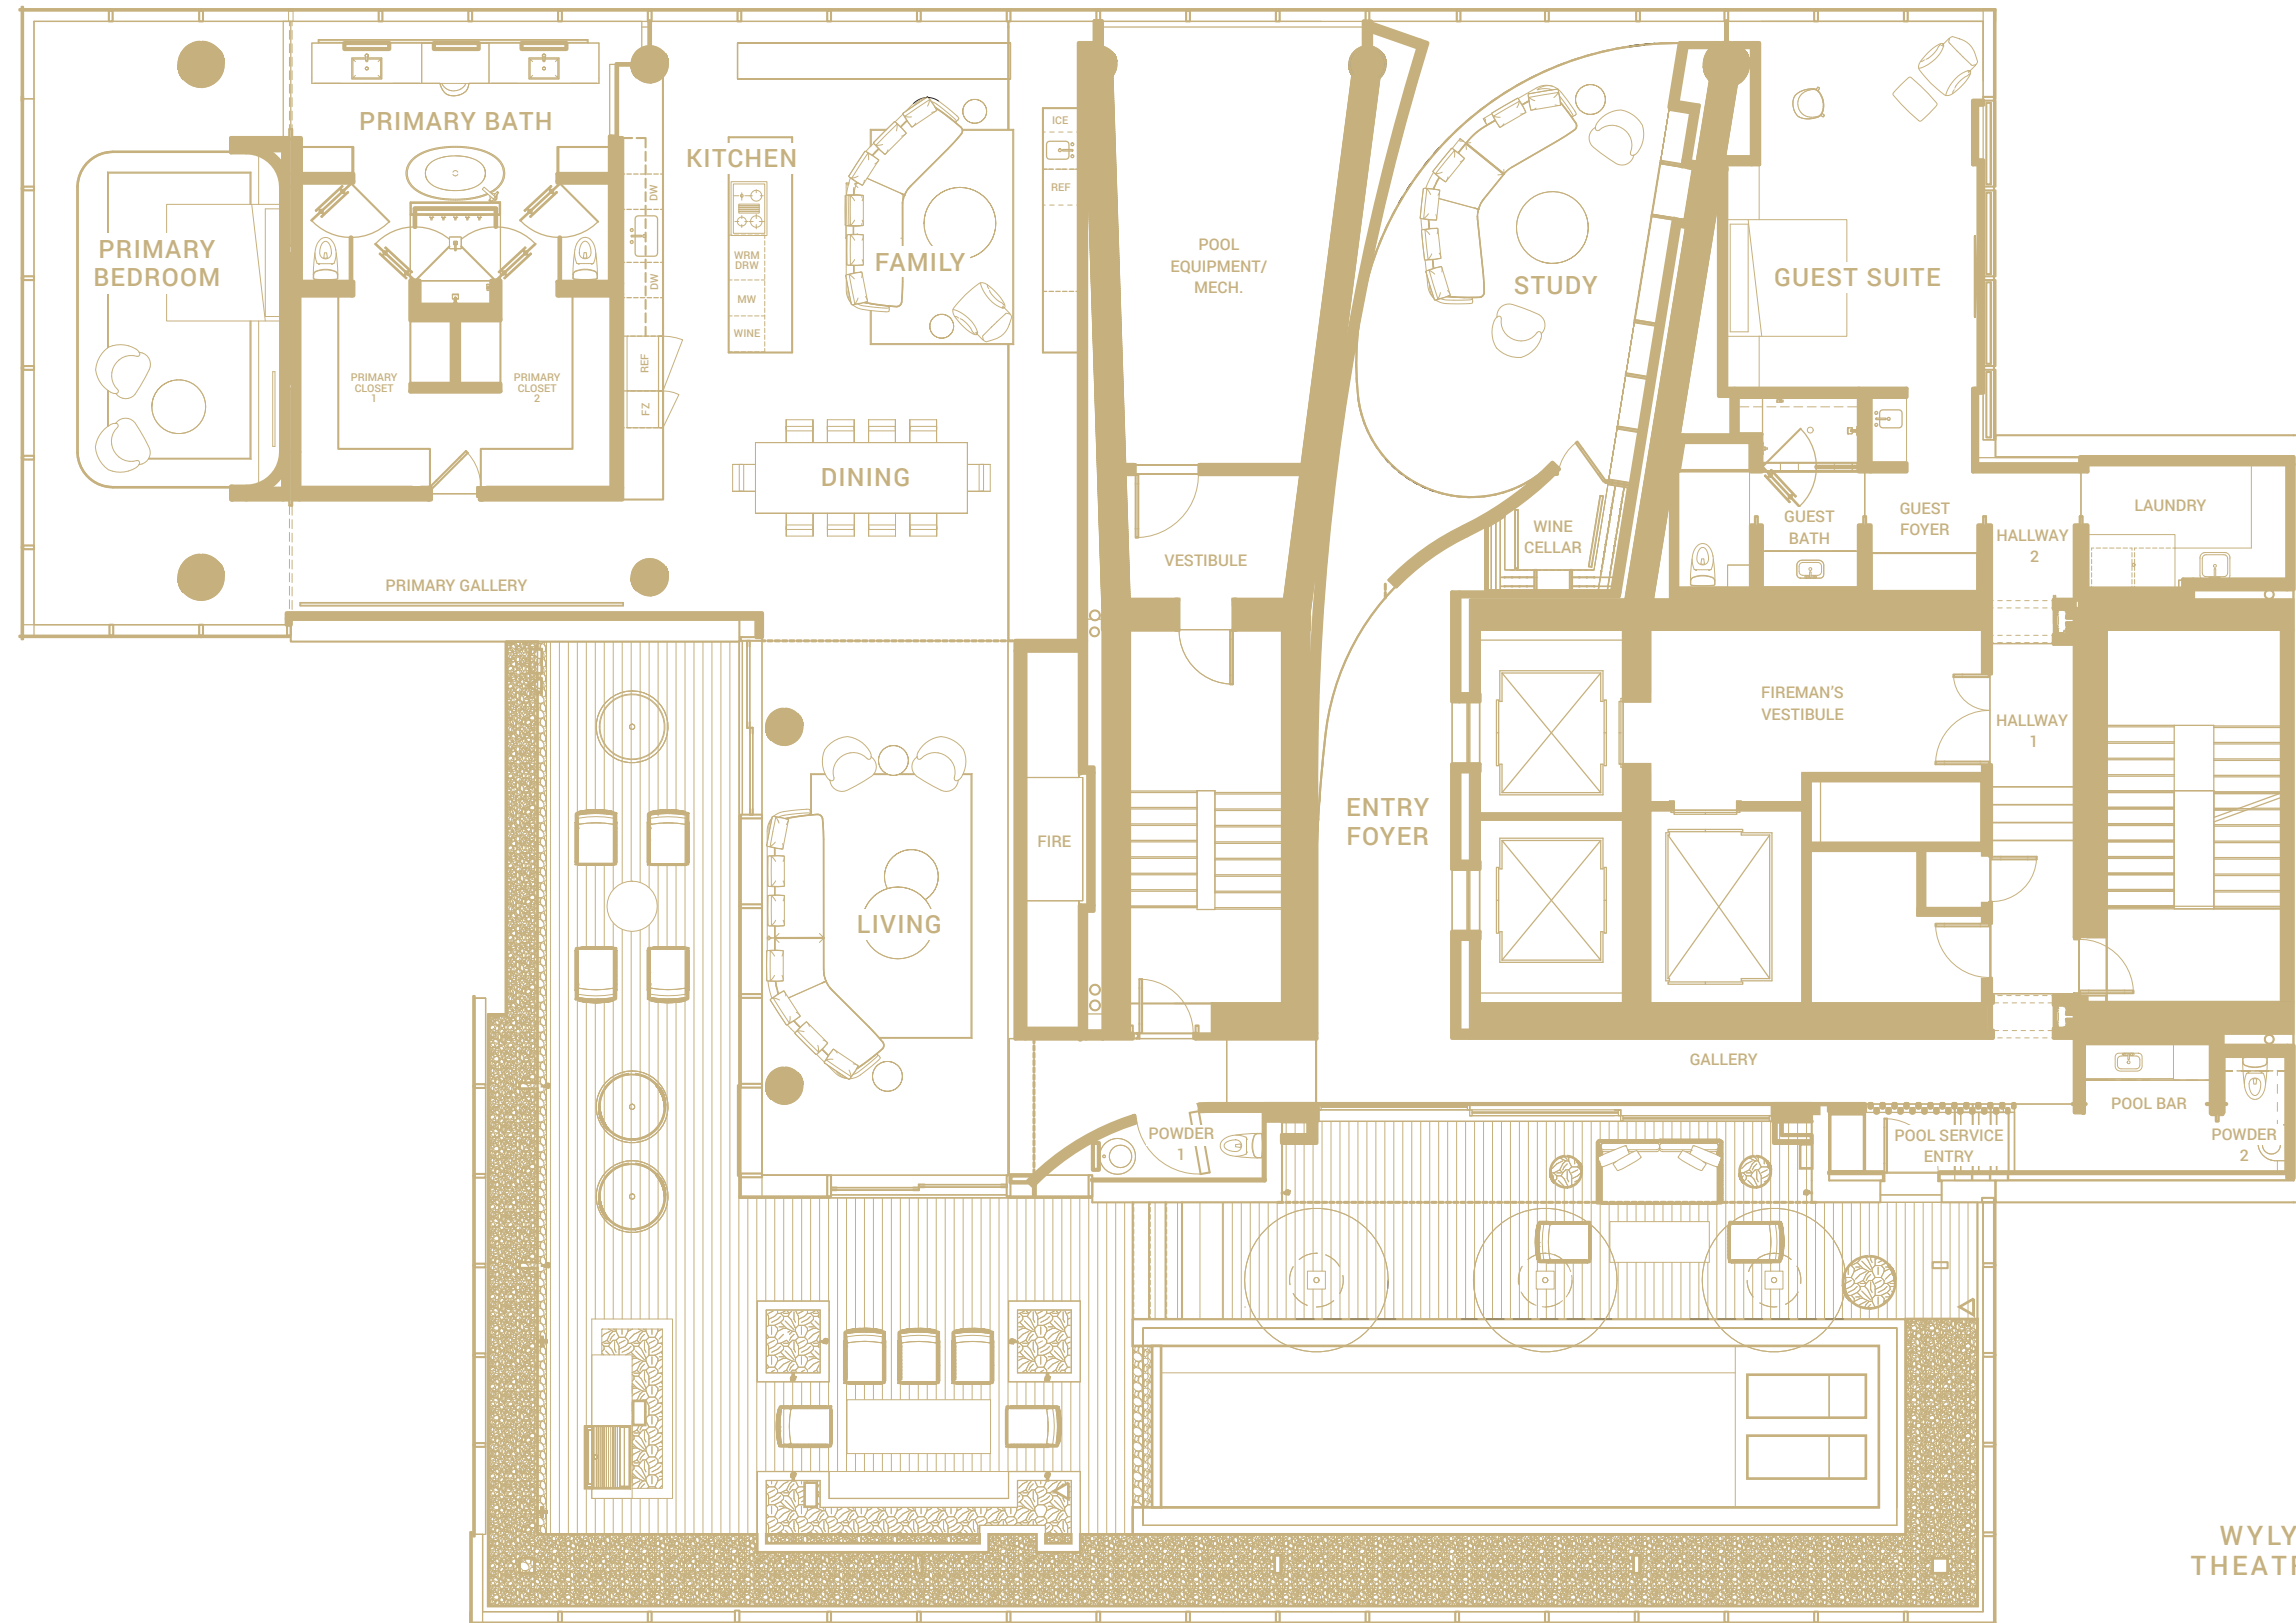 PRIMARY BATH
KITCHEN
ICE
REF
DW
DW
REF
FZ
WRM
DRW
MW
WINE
FAMILY
PRIMARY
BEDROOM
PRIMARY
CLOSET
1
PRIMARY
CLOSET
2
DINING
PRIMARY GALLERY
POOL
EQUIPMENT/
MECH.
VESTIBULE
STUDY
WINE
CELLAR
GUEST SUITE
GUEST
BATH
GUEST
FOYER
HALLWAY
2
LAUNDRY
FIREMAN'S
VESTIBULE
HALLWAY
1
ENTRY
FOYER
FIRE
LIVING
GALLERY
POWDER
1
POOL SERVICE
ENTRY
POOL BAR
POWDER
2
WYLY
THEAT